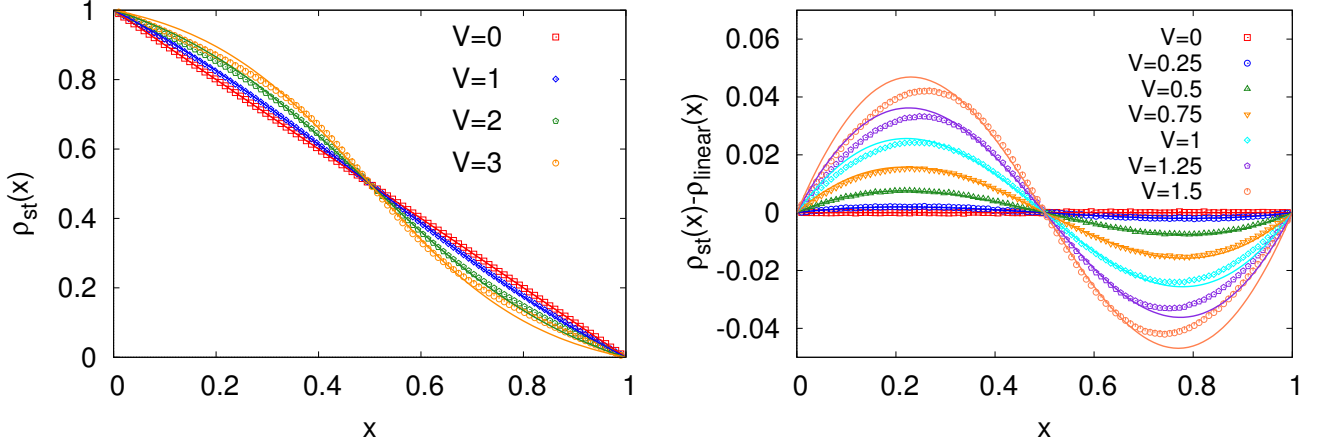 1
0.8
0.6
0.4
0.2
0
0
0.2
0.4
0.6
0.8
1
ρst(x)
x
V=0
V=1
V=2
V=3
0.06
0.04
0.02
0
-0.02
-0.04
0
0.2
0.4
0.6
0.8
1
ρst(x)-ρlinear(x)
x
V=0
V=0.25
V=0.5
V=0.75
V=1
V=1.25
V=1.5